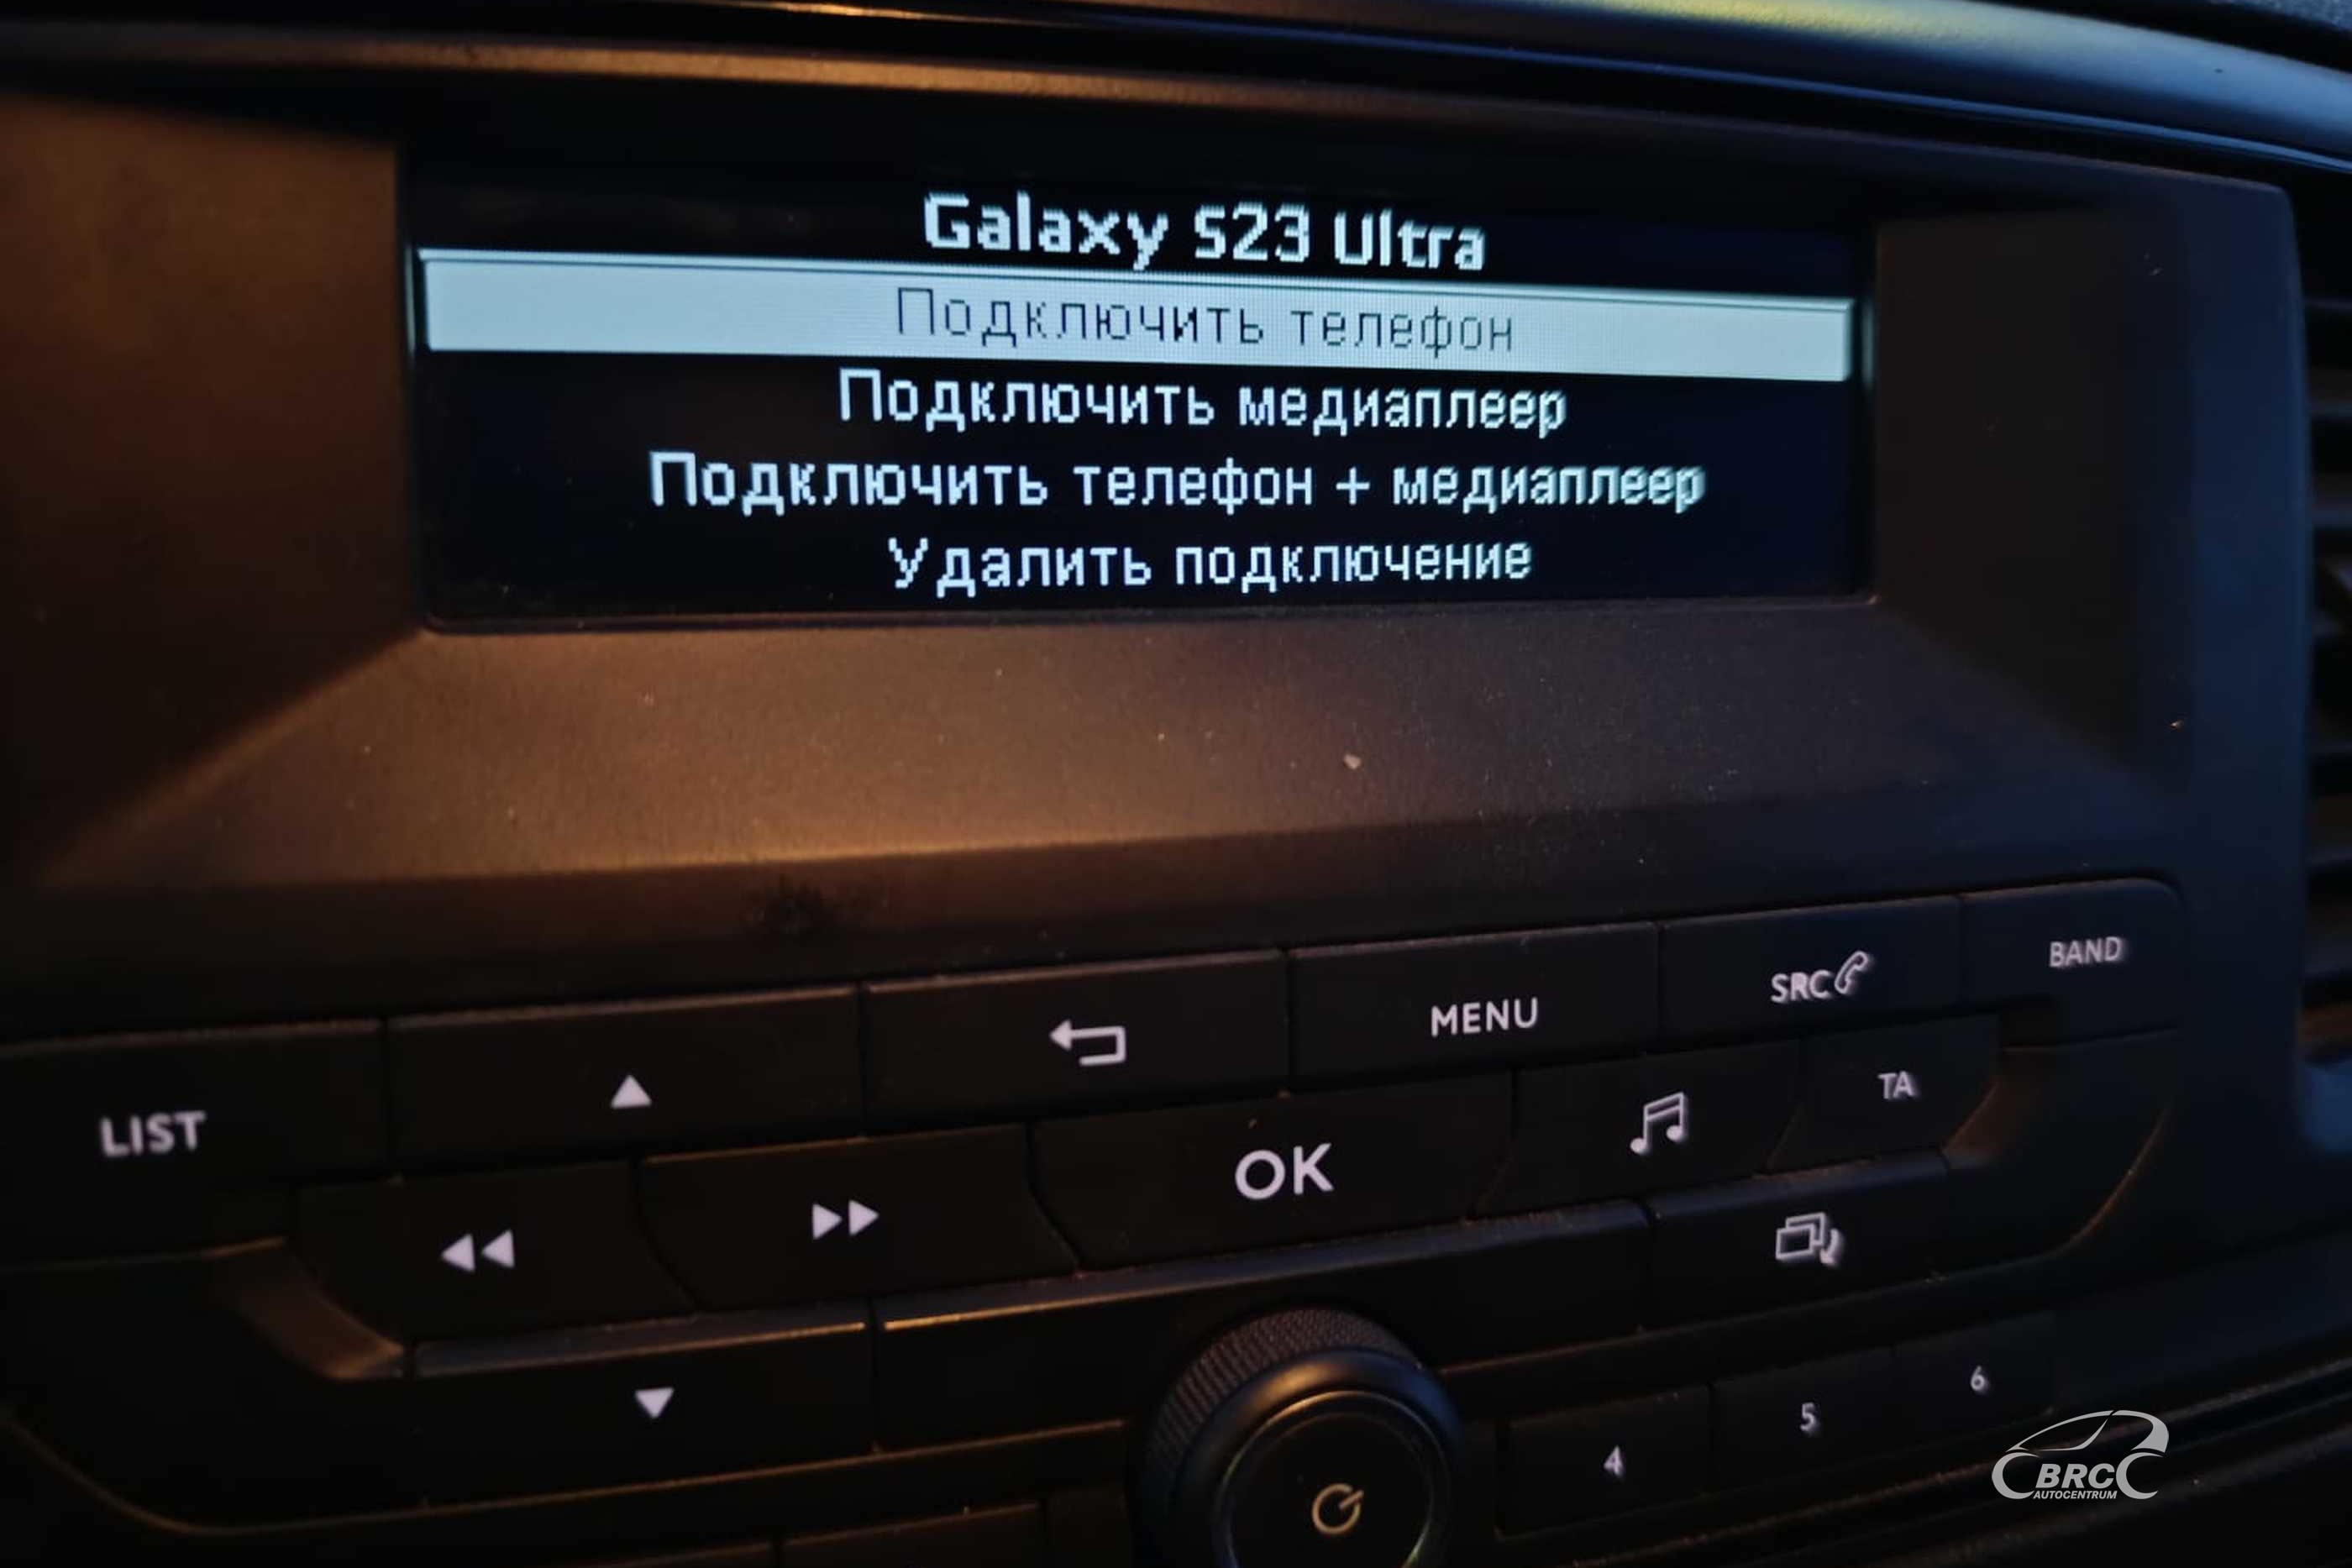 Galaxy S23 Ultra
Подключить телефон
Подключить медиаплеер
Подключить телефон + медиаплеер
Удалить подключение
LIST
MENU
SRC
BAND
OK
TA
4
5
6
BRC
AUTOCENTRUM